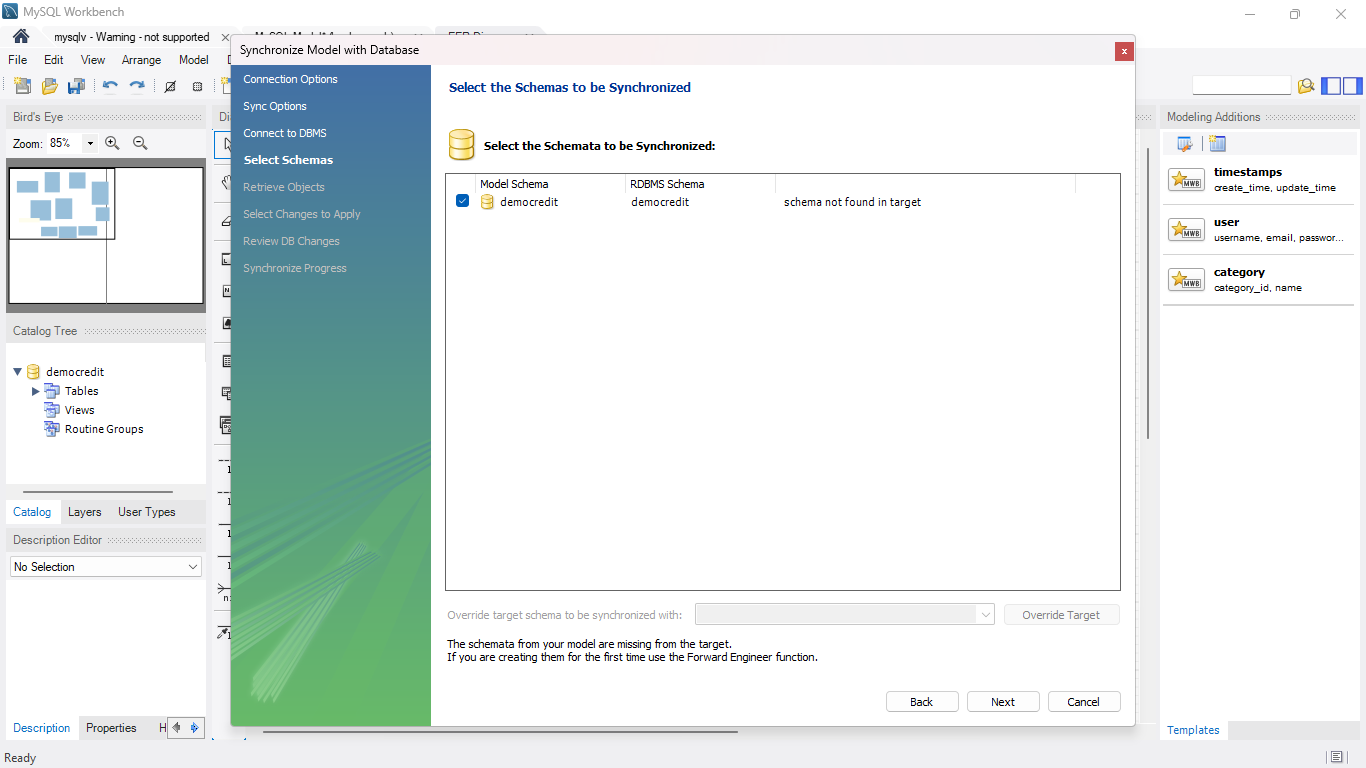 MySQL Workbench
mysqlv - Warning - not supported
File Edit View Arrange Model
Synchronize Model with Database
x
Connection Options
Sync Options
Connect to DBMS
Select Schemas
Retrieve Objects
Select Changes to Apply
Review DB Changes
Synchronize Progress
Select the Schemas to be Synchronized
Select the Schemata to be Synchronized:
Model Schema RDBMS Schema
democredit democredit schema not found in target
Override target schema to be synchronized with: Override Target
The schemata from your model are missing from the target.
If you are creating them for the first time use the Forward Engineer function.
Back Next Cancel
Bird's Eye
Zoom: 85%
Catalog Tree
democredit
Tables
Views
Routine Groups
Catalog Layers User Types
Description Editor
No Selection
Description Properties H
Modeling Additions
MWB timestamps
create_time, update_time
MWB user
username, email, passwor...
MWB category
category_id, name
Templates
Ready